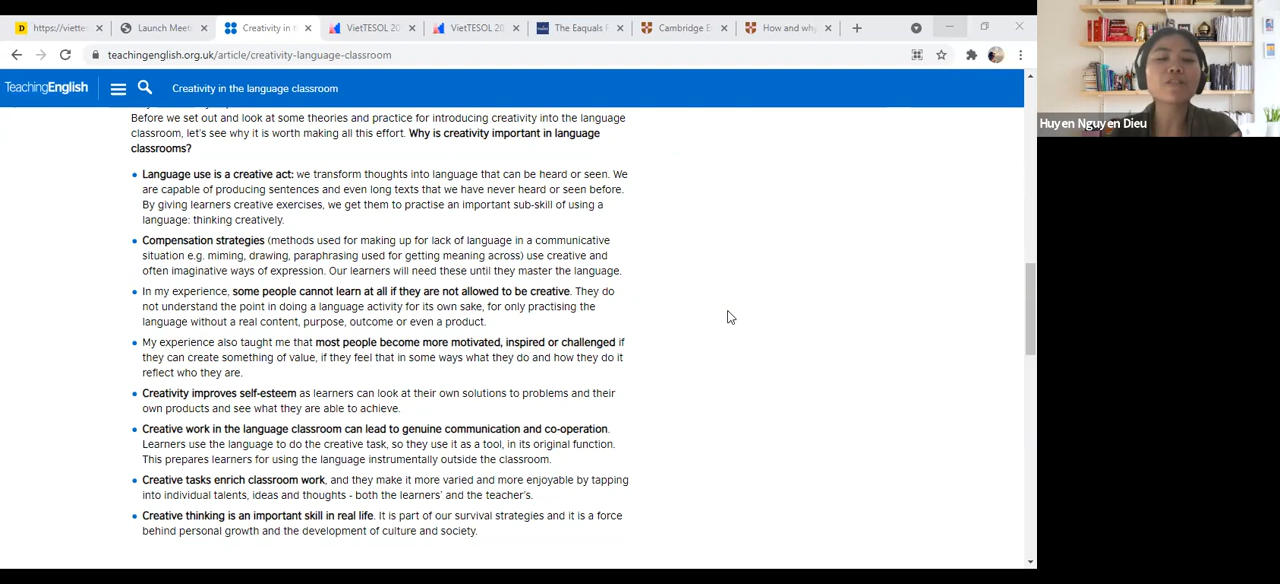 https://viette
Launch Meet
Creativity in t
VietTESOL 20
VietTESOL 20
The Eaquals F
Cambridge E
How and why
teachingenglish.org.uk/article/creativity-language-classroom
TeachingEnglish
Creativity in the language classroom
Before we set out and look at some theories and practice for introducing creativity into the language
classroom, let's see why it is worth making all this effort. Why is creativity important in language
classrooms?
Language use is a creative act: we transform thoughts into language that can be heard or seen. We
are capable of producing sentences and even long texts that we have never heard or seen before.
By giving learners creative exercises, we get them to practise an important sub-skill of using a
language: thinking creatively.
Compensation strategies (methods used for making up for lack of language in a communicative
situation e.g. miming, drawing, paraphrasing used for getting meaning across) use creative and
often imaginative ways of expression. Our learners will need these until they master the language.
In my experience, some people cannot learn at all if they are not allowed to be creative. They do
not understand the point in doing a language activity for its own sake, for only practising the
language without a real content, purpose, outcome or even a product.
My experience also taught me that most people become more motivated, inspired or challenged if
they can create something of value, if they feel that in some ways what they do and how they do it
reflect who they are.
Creativity improves self-esteem as learners can look at their own solutions to problems and their
own products and see what they are able to achieve.
Creative work in the language classroom can lead to genuine communication and co-operation.
Learners use the language to do the creative task, so they use it as a tool, in its original function.
This prepares learners for using the language instrumentally outside the classroom.
Creative tasks enrich classroom work, and they make it more varied and more enjoyable by tapping
into individual talents, ideas and thoughts - both the learners' and the teacher's.
Creative thinking is an important skill in real life. It is part of our survival strategies and it is a force
behind personal growth and the development of culture and society.
Huyen Nguyen Dieu